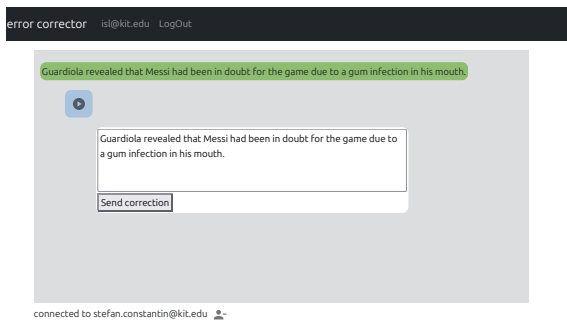 error corrector isl@kit.edu LogOut
Guardiola revealed that Messi had been in doubt for the game due to a gum infection in his mouth.
Guardiola revealed that Messi had been in doubt for the game due to
a gum infection in his mouth.
Send correction
connected to stefan.constantin@kit.edu